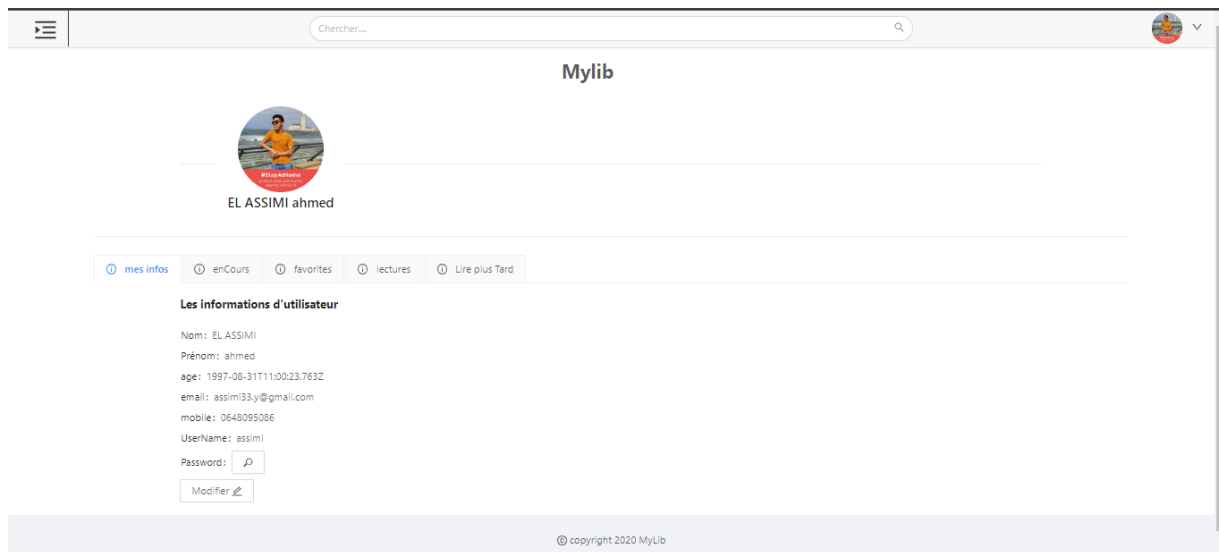 Chercher....
Mylib
#StayAtHome
EL ASSIMI ahmed
mes infos enCours favorites lectures Lire plus Tard
Les informations d'utilisateur
Nom: EL ASSIMI
Prénom: ahmed
age: 1997-08-31T11:00:23.763Z
email: assimi33.y@gmail.com
mobile: 0648095086
UserName: assimi
Password:
Modifier
© copyright 2020 MyLib